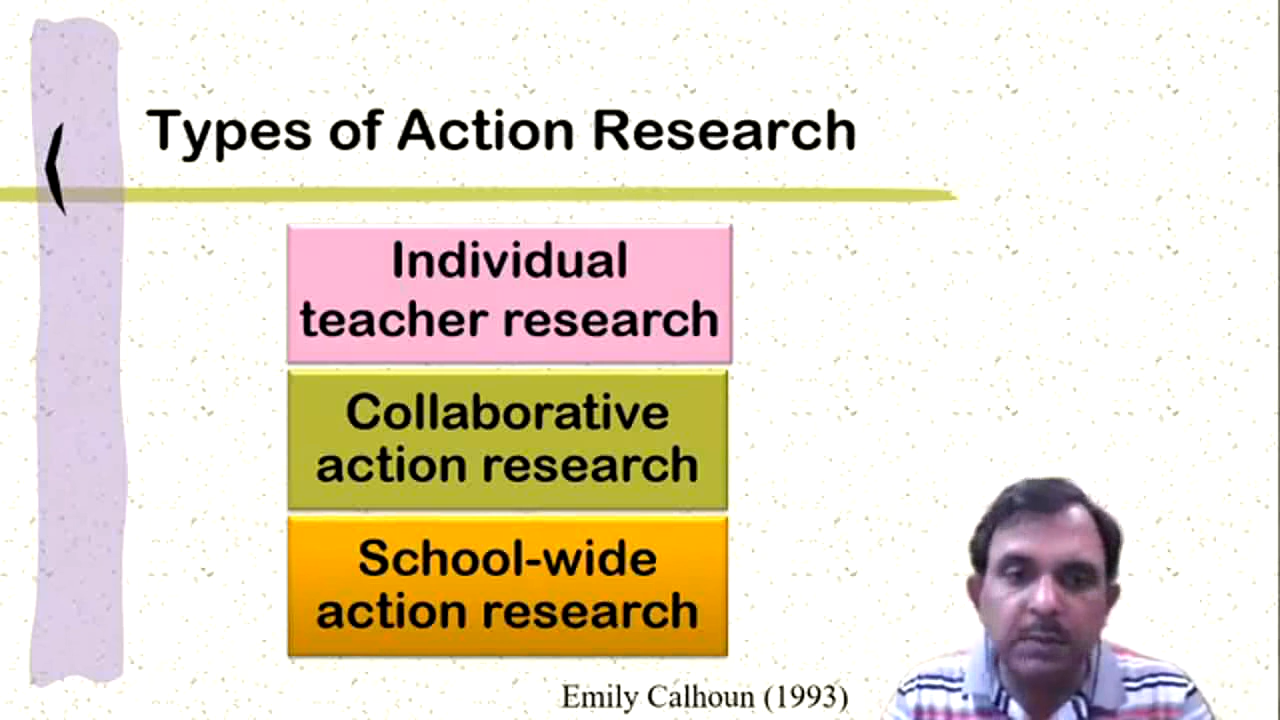 Types of Action Research
Individual
teacher research
Collaborative
action research
School-wide
action research
Emily Calhoun (1993)